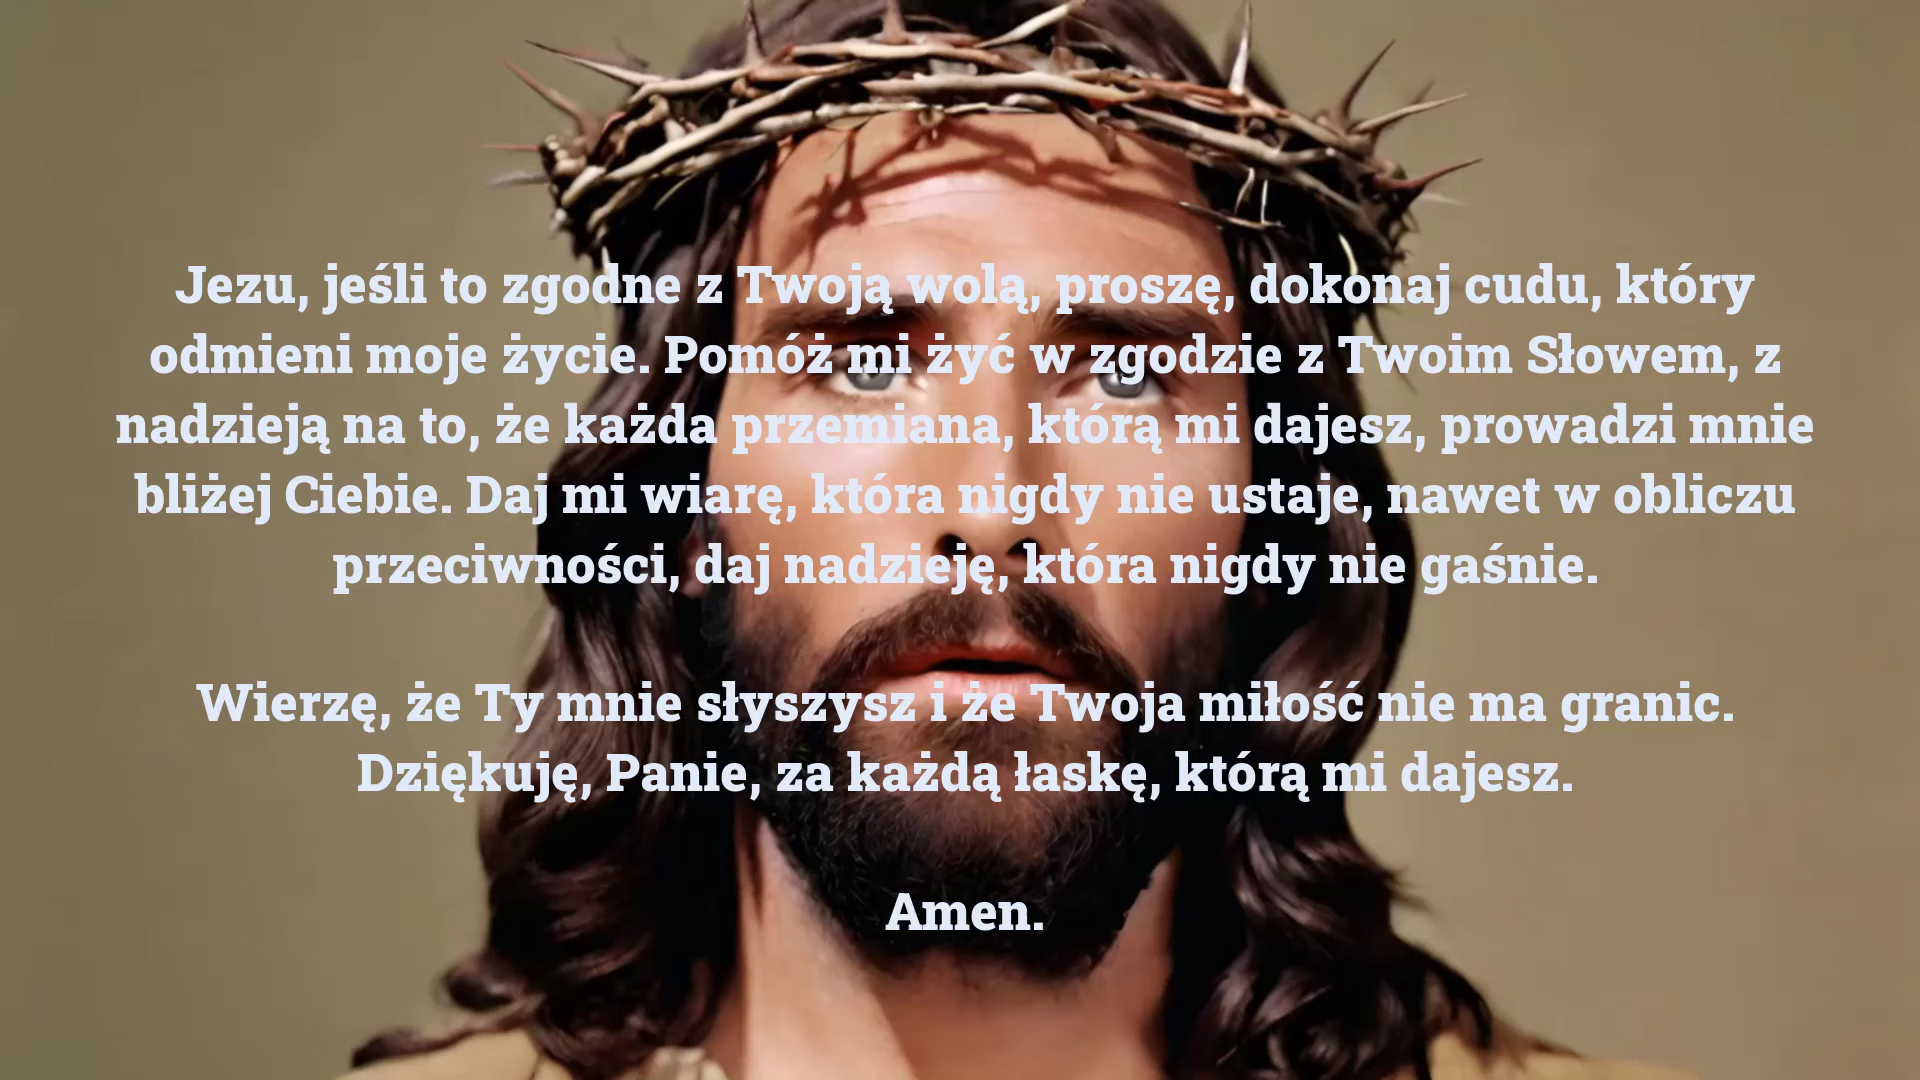 Jezu, jeśli to zgodne z Twoją wolą, proszę, dokonaj cudu, który
odmieni moje życie. Pomóż mi żyć w zgodzie z Twoim Słowem, z
nadzieją na to, że każda przemiana, którą mi dajesz, prowadzi mnie
bliżej Ciebie. Daj mi wiarę, która nigdy nie ustaje, nawet w obliczu
przeciwności, daj nadzieję, która nigdy nie gaśnie.
Wierzę, że Ty mnie słyszysz i że Twoja miłość nie ma granic.
Dziękuję, Panie, za każdą łaskę, którą mi dajesz.
Amen.